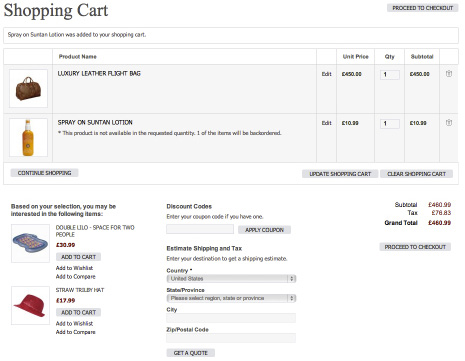 Shopping Cart
PROCEED TO CHECKOUT
Spray on Suntan Lotion was added to your shopping cart.
Product Name Unit Price Qty Subtotal
LUXURY LEATHER FLIGHT BAG Edit £450.00 1 £450.00
SPRAY ON SUNTAN LOTION Edit £10.99 1 £10.99
* This product is not available in the requested quantity. 1 of the items will be backordered.
CONTINUE SHOPPING UPDATE SHOPPING CART CLEAR SHOPPING CART
Based on your selection, you may be
interested in the following items:
DOUBLE LILO - SPACE FOR TWO
PEOPLE
£30.99
ADD TO CART
Add to Wishlist
Add to Compare
STRAW TRILBY HAT
£17.99
ADD TO CART
Add to Wishlist
Add to Compare
Discount Codes
Enter your coupon code if you have one.
APPLY COUPON
Estimate Shipping and Tax
Enter your destination to get a shipping estimate.
Country *
United States
State/Province
Please select region, state or province
City
Zip/Postal Code
GET A QUOTE
Subtotal £460.99
Tax £76.83
Grand Total £460.99
PROCEED TO CHECKOUT